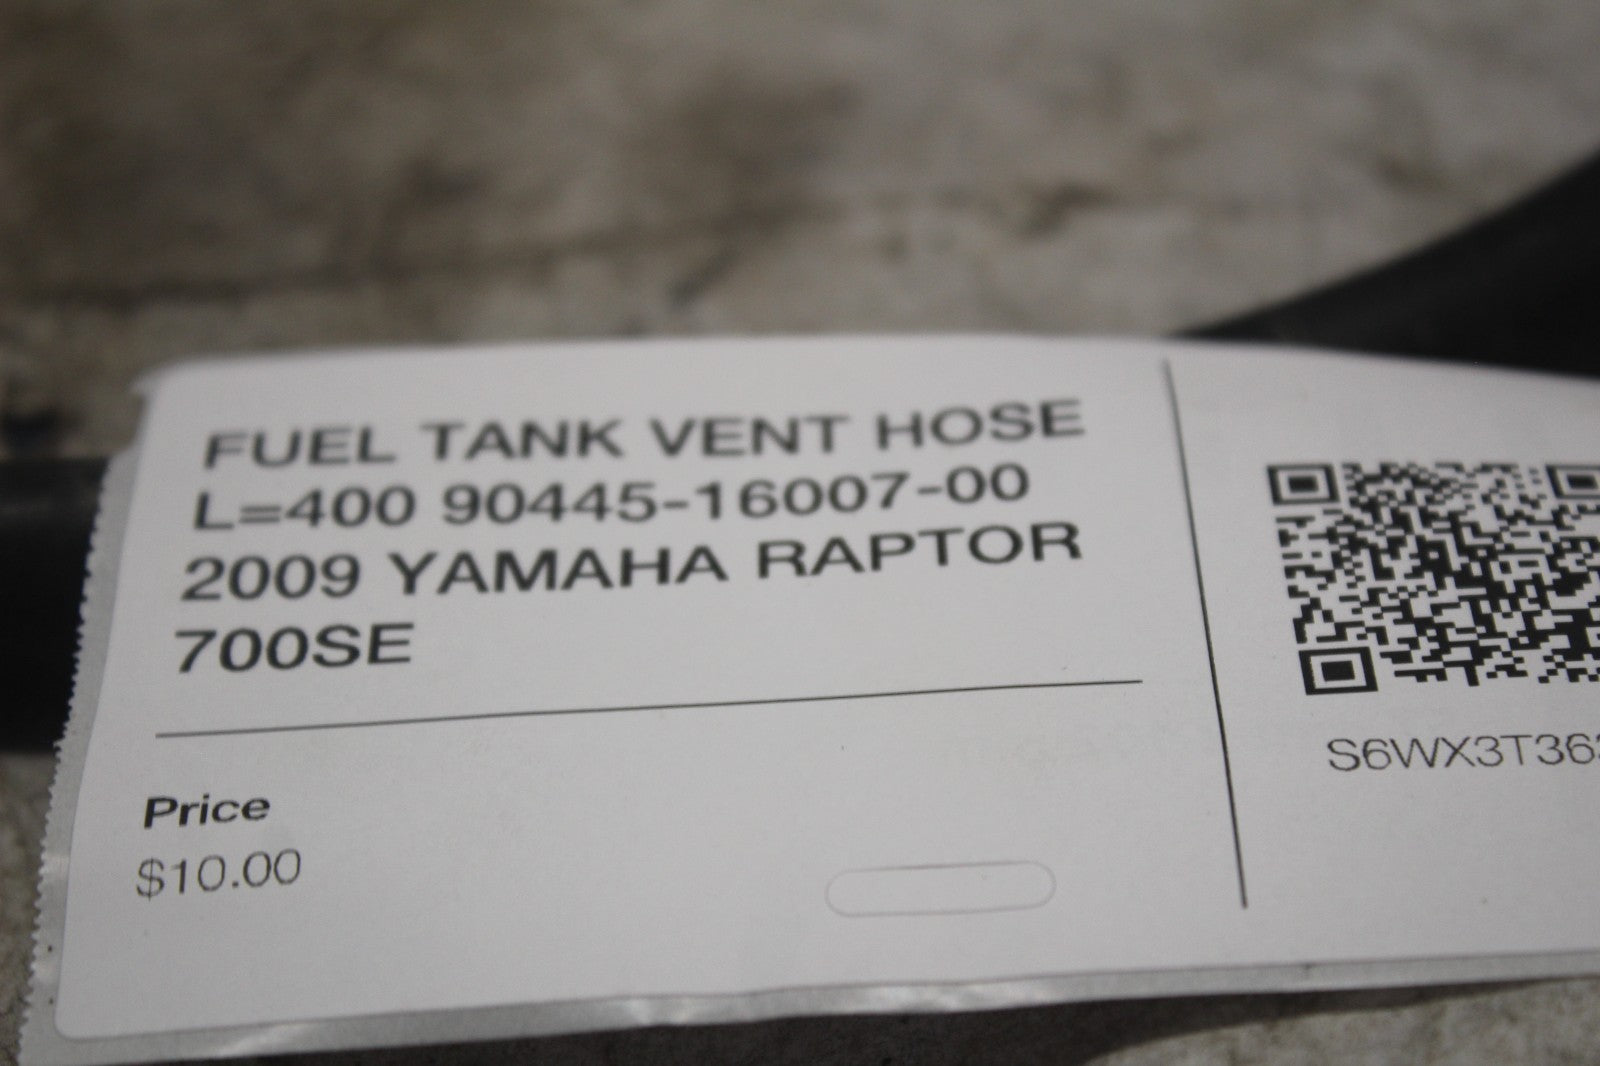 FUEL TANK VENT HOSE
L=400 90445-16007-00
2009 YAMAHA RAPTOR
700SE
Price
$10.00